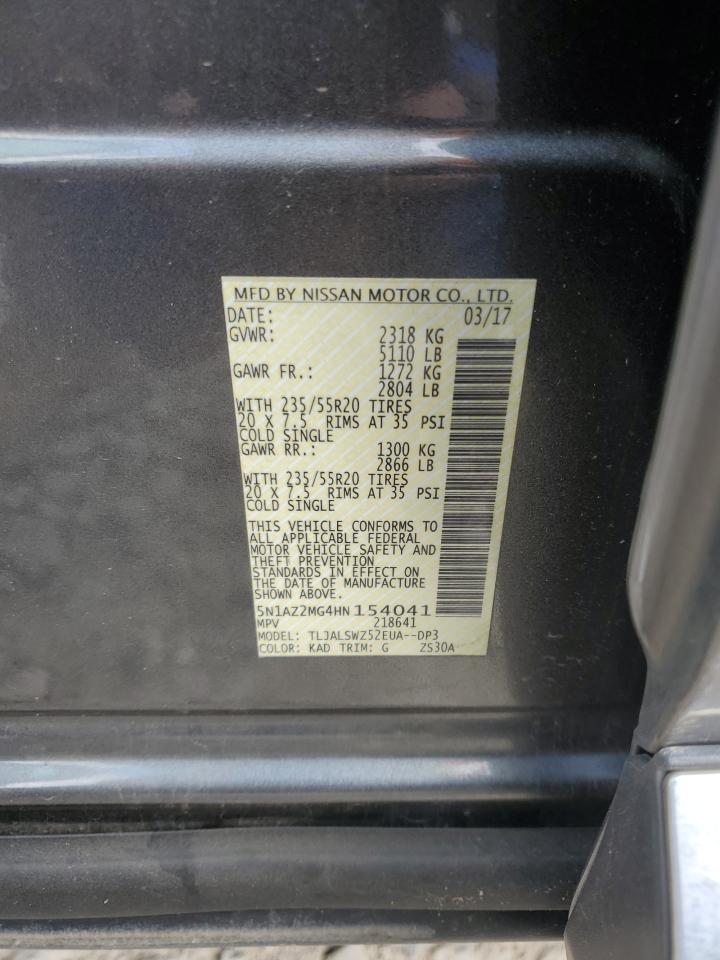 MFD BY NISSAN MOTOR CO., LTD.
DATE: 03/17
GVWR: 2318 KG
5110 LB
GAWR FR.: 1272 KG
2804 LB
WITH 235/55R20 TIRES
20 X 7.5 RIMS AT 35 PSI
COLD SINGLE
GAWR RR.: 1300 KG
2866 LB
WITH 235/55R20 TIRES
20 X 7.5 RIMS AT 35 PSI
COLD SINGLE
THIS VEHICLE CONFORMS TO
ALL APPLICABLE FEDERAL
MOTOR VEHICLE SAFETY AND
THEFT PREVENTION
STANDARDS IN EFFECT ON
THE DATE OF MANUFACTURE
SHOWN ABOVE.
5N1AZ2MG4HN154041
MPV 218641
MODEL: TLJALSWZ52EUA--DP3
COLOR: KAD TRIM: G ZS30A